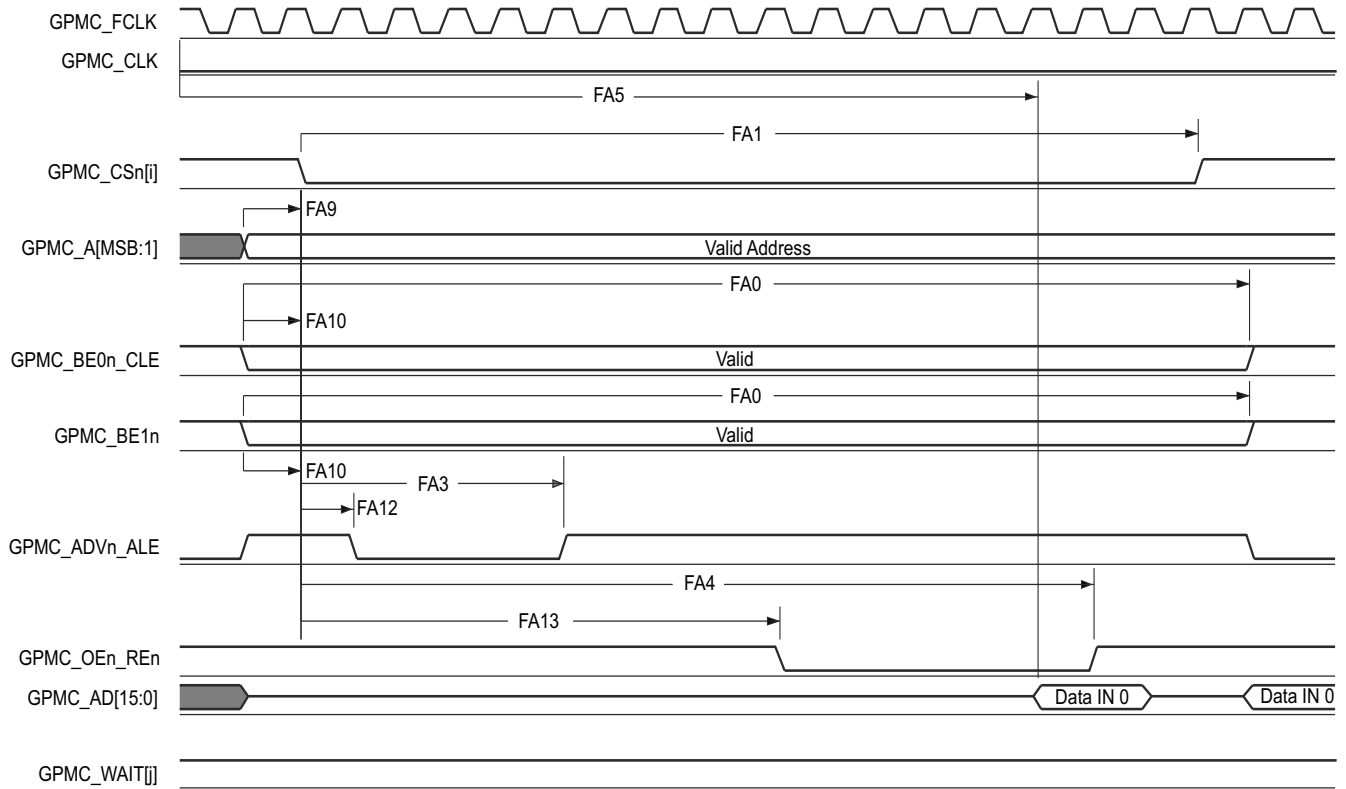 GPMC_FCLK
GPMC_CLK
FA5
FA1
GPMC_CSn[i]
FA9
GPMC_A[MSB:1] Valid Address
FA0
FA10
GPMC_BE0n_CLE Valid
FA0
GPMC_BE1n Valid
FA10
FA3
FA12
GPMC_ADVn_ALE
FA4
FA13
GPMC_OEn_REn
GPMC_AD[15:0] Data IN 0 Data IN 0
GPMC_WAIT[j]